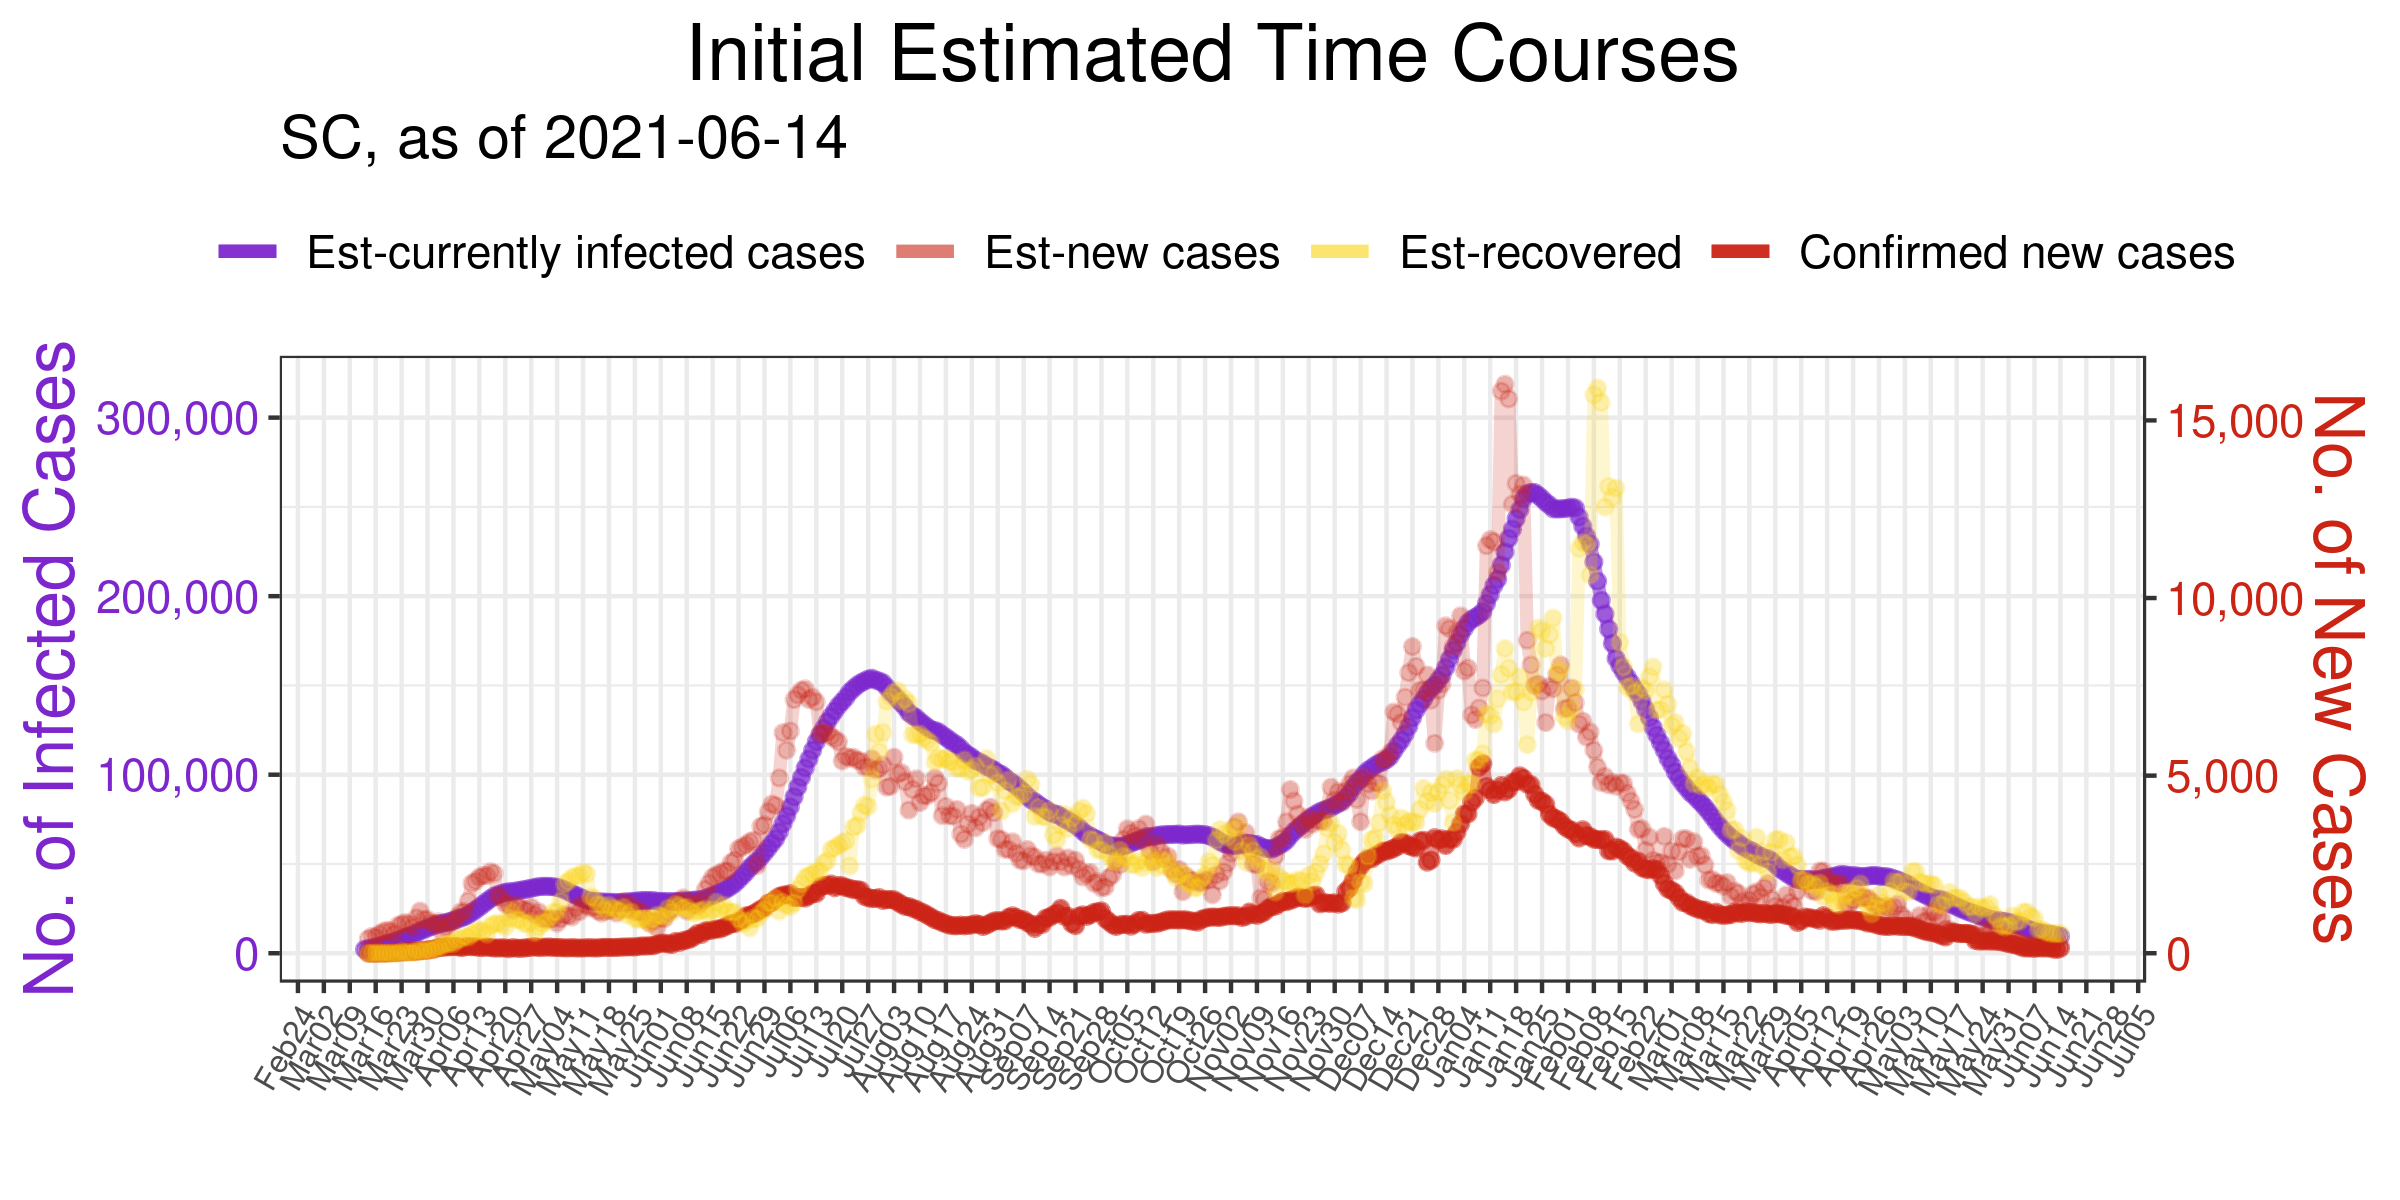 Initial Estimated Time Courses
SC, as of 2021-06-14
Est-currently infected cases
Est-new cases
Est-recovered
Confirmed new cases
No. of Infected Cases
300,000
200,000
100,000
0
15,000
10,000
5,000
0
No. of New Cases
Feb24
Mar02
Mar09
Mar16
Mar23
Mar30
Apr06
Apr13
Apr20
Apr27
May04
May11
May18
May25
Jun01
Jun08
Jun15
Jun22
Jun29
Jul06
Jul13
Jul20
Jul27
Aug03
Aug10
Aug17
Aug24
Aug31
Sep07
Sep14
Sep21
Sep28
Oct05
Oct12
Oct19
Oct26
Nov02
Nov09
Nov16
Nov23
Nov30
Dec07
Dec14
Dec21
Dec28
Jan04
Jan11
Jan18
Jan25
Feb01
Feb08
Feb15
Feb22
Mar01
Mar08
Mar15
Mar22
Mar29
Apr05
Apr12
Apr19
Apr26
May03
May10
May17
May24
May31
Jun07
Jun14
Jun21
Jun28
Jul05